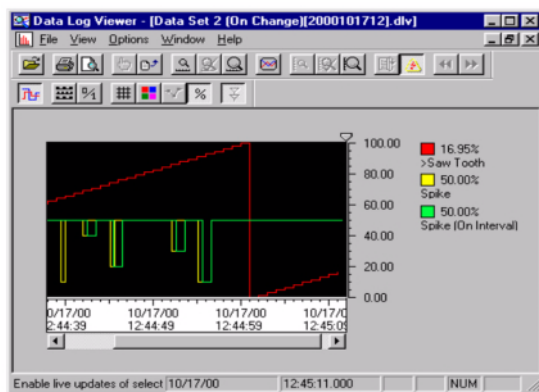 Data Log Viewer - [Data Set 2 (On Change)][2000101712].dlv]
File View Options Window Help
0/1 %
100.00
80.00
60.00
40.00
20.00
0.00
16.95%
>Saw Tooth
50.00%
Spike
50.00%
Spike (On Interval)
0/17/00 10/17/00 10/17/00 10/17/00
2:44:39 12:44:49 12:44:59 12:45:09
Enable live updates of select 10/17/00 12:45:11.000 NUM